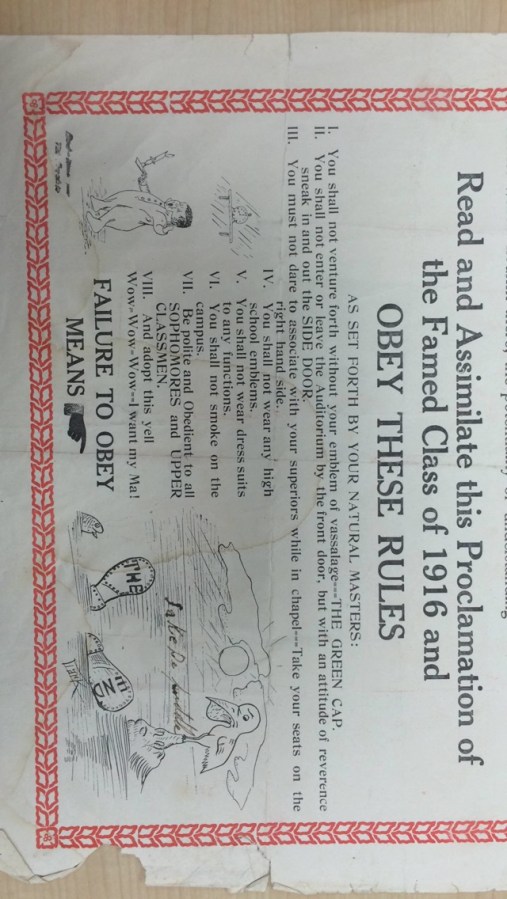 Read and Assimilate this Proclamation of
the Famed Class of 1916 and
OBEY THESE RULES
AS SET FORTH BY YOUR NATURAL MASTERS:
I. You shall not venture forth without your emblem of vassalage---THE GREEN CAP.
II. You shall not enter or leave the Auditorium by the front door, but with an attitude of reverence
sneak in and out the SIDE DOOR.
III. You must not dare to associate with your superiors while in chapel---Take your seats on the
right hand side.
IV. You shall not wear any high
school emblems.
V. You shall not wear dress suits
to any functions.
VI. You shall not smoke on the
campus.
VII. Be polite and Obedient to all
SOPHOMORES and UPPER
CLASSMEN.
VIII. And adopt this yell
Wow-Wow-Wow--I want my Ma!
FAILURE TO OBEY
MEANS
THE
END